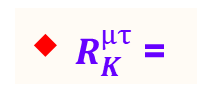 ◆ R_K^{μτ} =